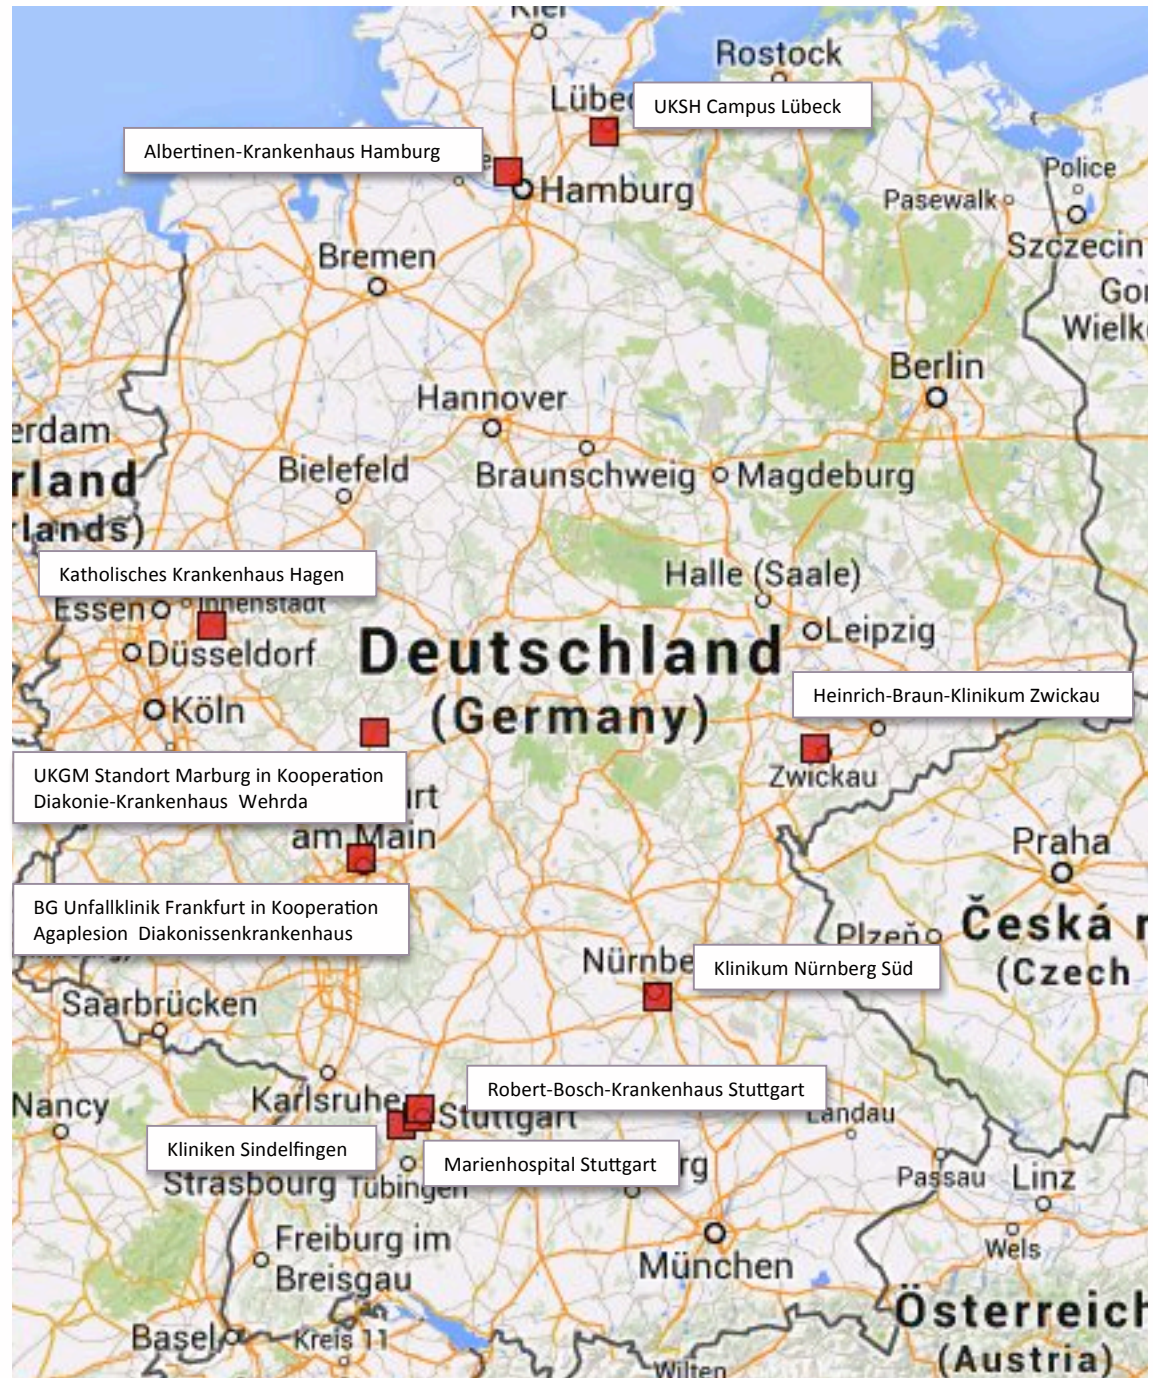 Kiel
Rostock
UKSH Campus Lübeck
Albertinen-Krankenhaus Hamburg
Hamburg
Police
Pasewalk
Szczecin
Bremen
Berlin
Hannover
Bielefeld
Braunschweig
Magdeburg
erdam
rland
rlands)
Halle (Saale)
Katholisches Krankenhaus Hagen
Essen
Innenstadt
Leipzig
Düsseldorf
Deutschland
(Germany)
Köln
Heinrich-Braun-Klinikum Zwickau
Zwickau
UKGM Standort Marburg in Kooperation
Diakonie-Krankenhaus Wehrda
am Main
Praha
BG Unfallklinik Frankfurt in Kooperation
Agaplesion Diakonissenkrankenhaus
Plzeň
Česká r
(Czech
Nürnbe
Klinikum Nürnberg Süd
Saarbrücken
Robert-Bosch-Krankenhaus Stuttgart
Nancy
Karlsruhe
Stuttgart
Landau
Kliniken Sindelfingen
Marienhospital Stuttgart
rg
Strasbourg
Tübingen
Passau
Linz
Freiburg im
Breisgau
München
Wels
Österreich
(Austria)
Basel
Kreis 11
Wilten